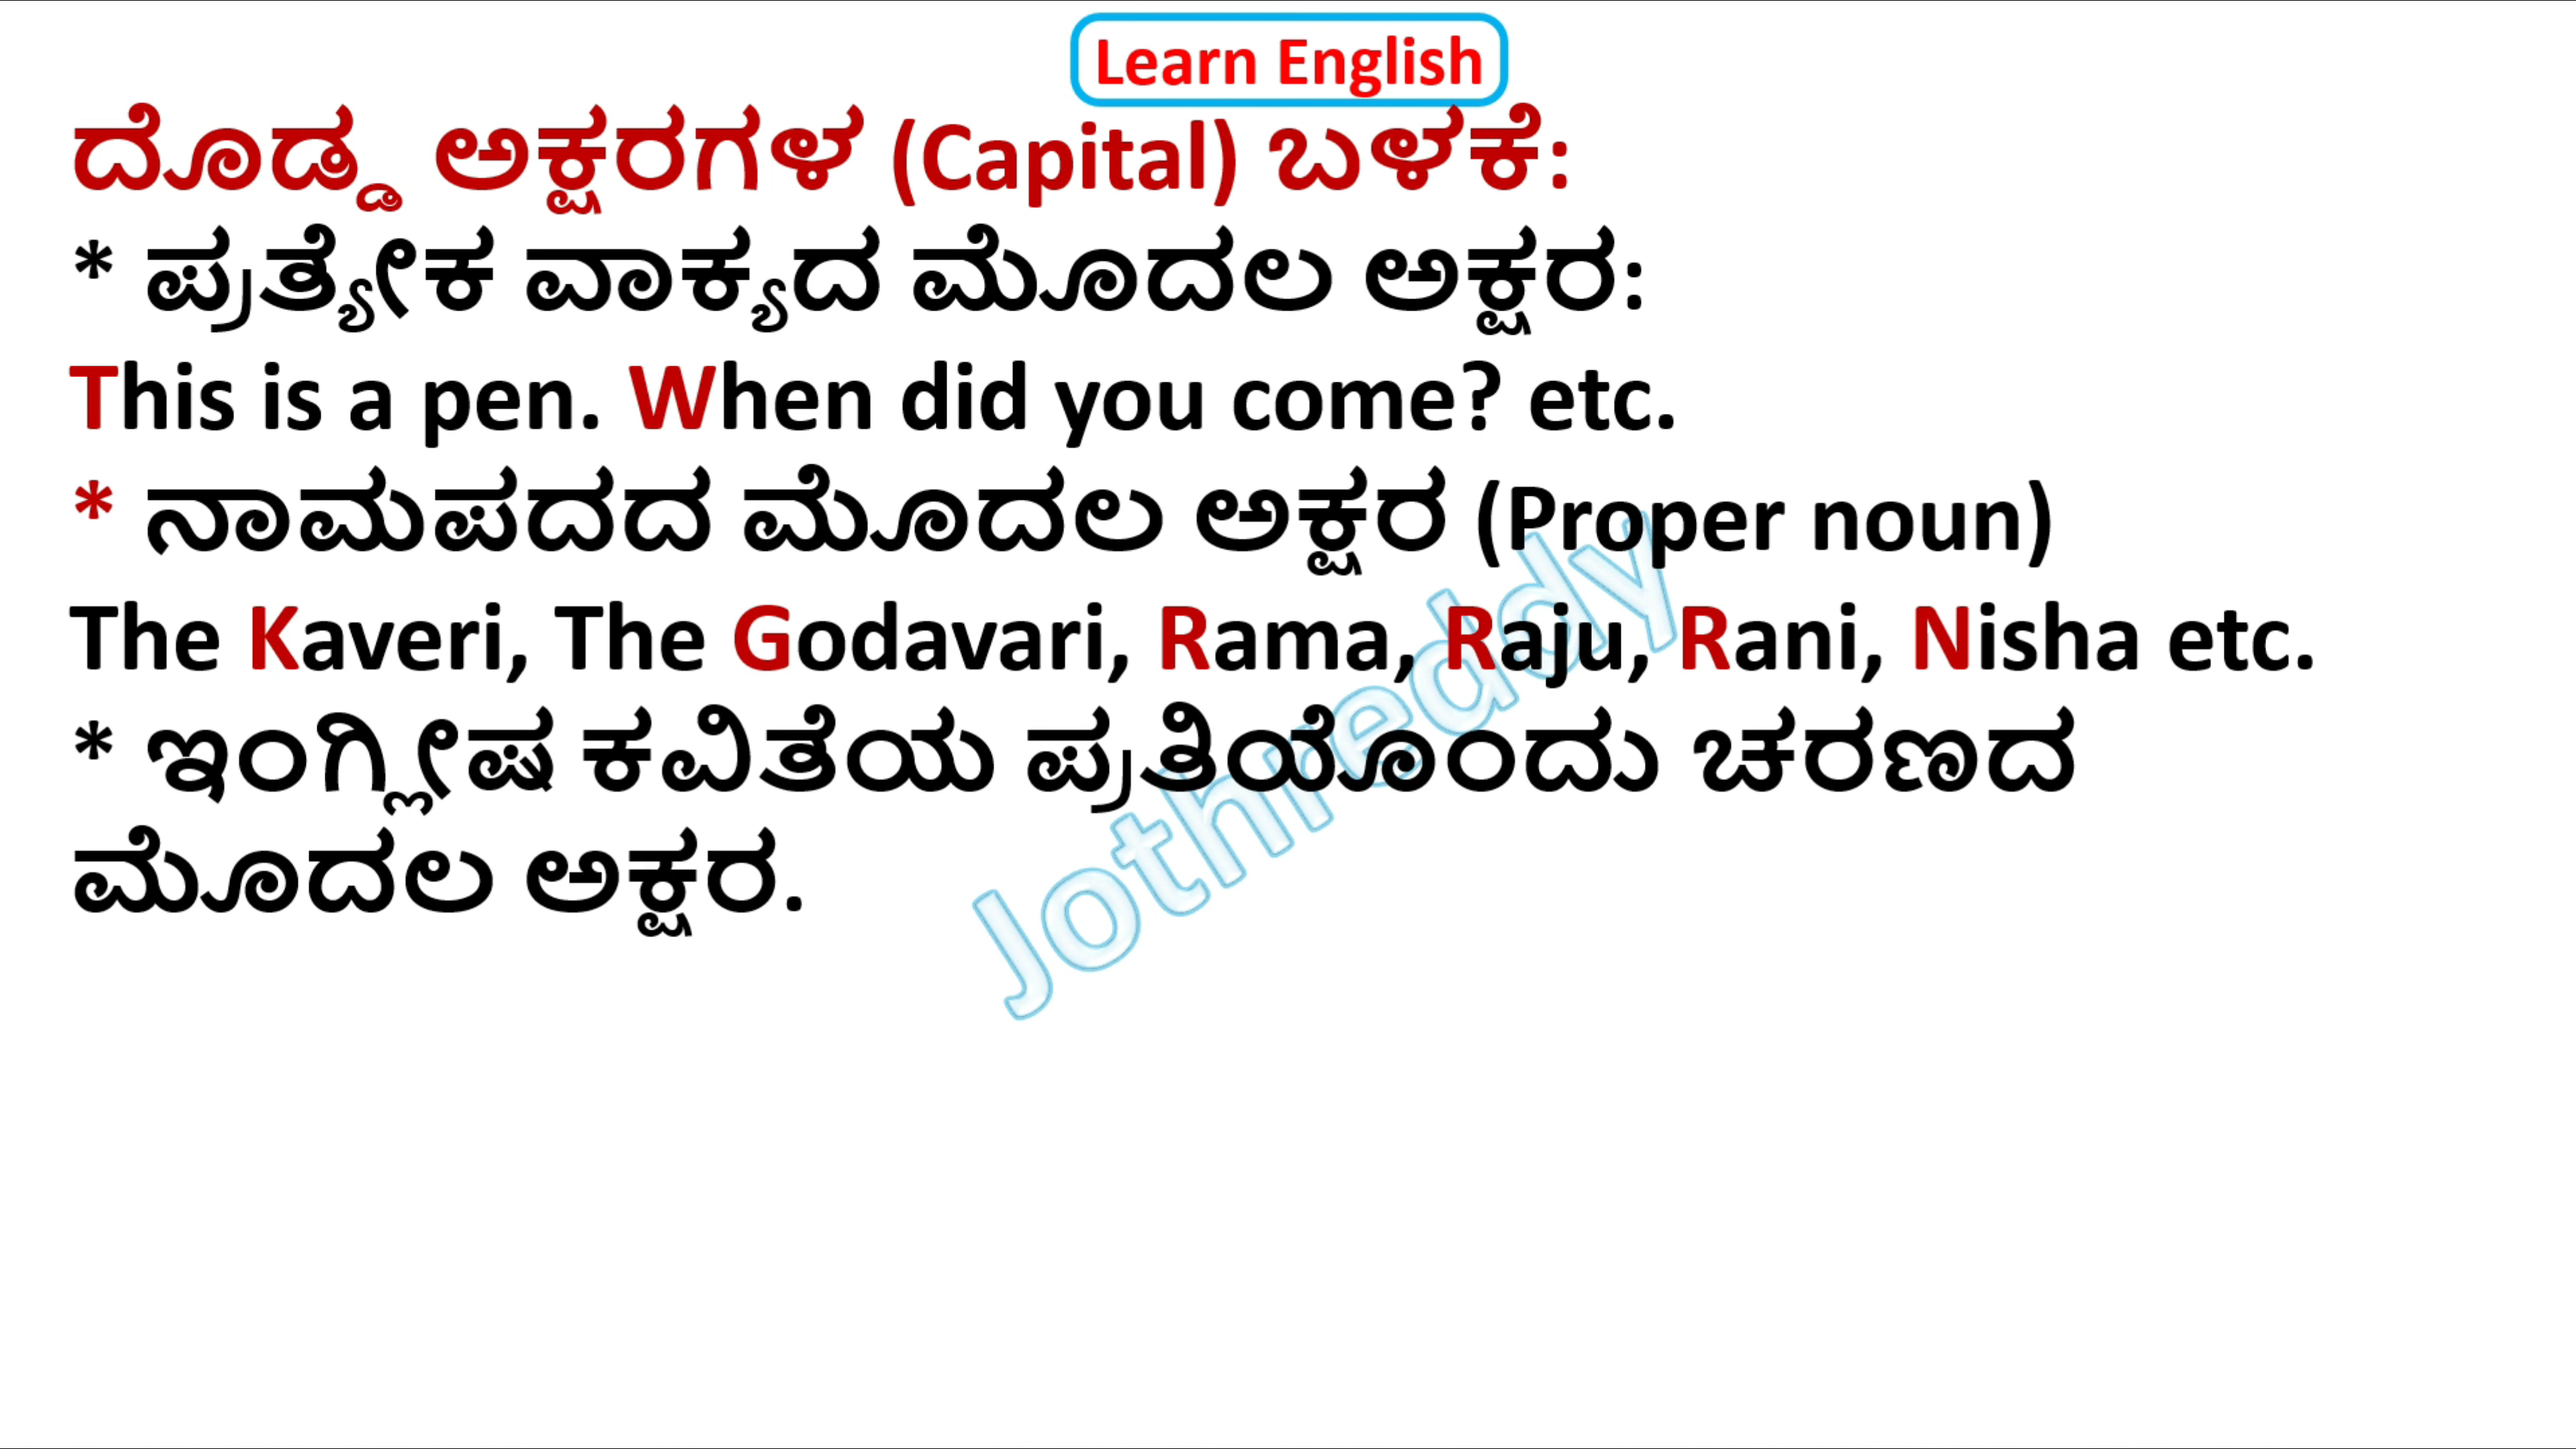 Learn English
ದೊಡ್ಡ ಅಕ್ಷರಗಳ (Capital) ಬಳಕೆ:
* ಪ್ರತ್ಯೇಕ ವಾಕ್ಯದ ಮೊದಲ ಅಕ್ಷರ:
This is a pen. When did you come? etc.
* ನಾಮಪದದ ಮೊದಲ ಅಕ್ಷರ (Proper noun)
The Kaveri, The Godavari, Rama, Raju, Rani, Nisha etc.
* ಇಂಗ್ಲೀಷ ಕವಿತೆಯ ಪ್ರತಿಯೊಂದು ಚರಣದ
ಮೊದಲ ಅಕ್ಷರ.
Jothreddy